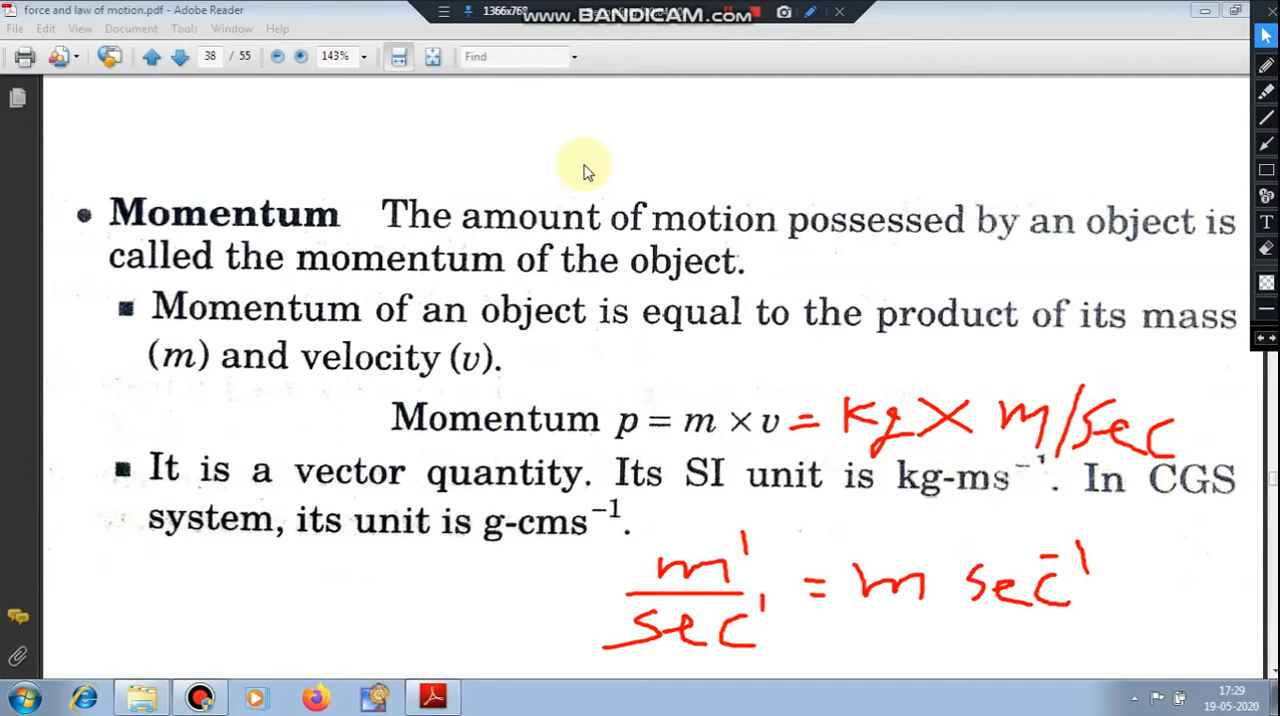 force and law of motion.pdf - Adobe Reader
1366x768
www.BANDICAM.com
File Edit View Document Tools Window Help
38 / 55 143% Find
• Momentum The amount of motion possessed by an object is
called the momentum of the object.
■ Momentum of an object is equal to the product of its mass
(m) and velocity (v).
Momentum p = m × v = kg × m/sec
■ It is a vector quantity. Its SI unit is kg-ms⁻¹. In CGS
system, its unit is g-cms⁻¹.
m¹
sec¹
= m sec⁻¹
17:29
19-05-2020